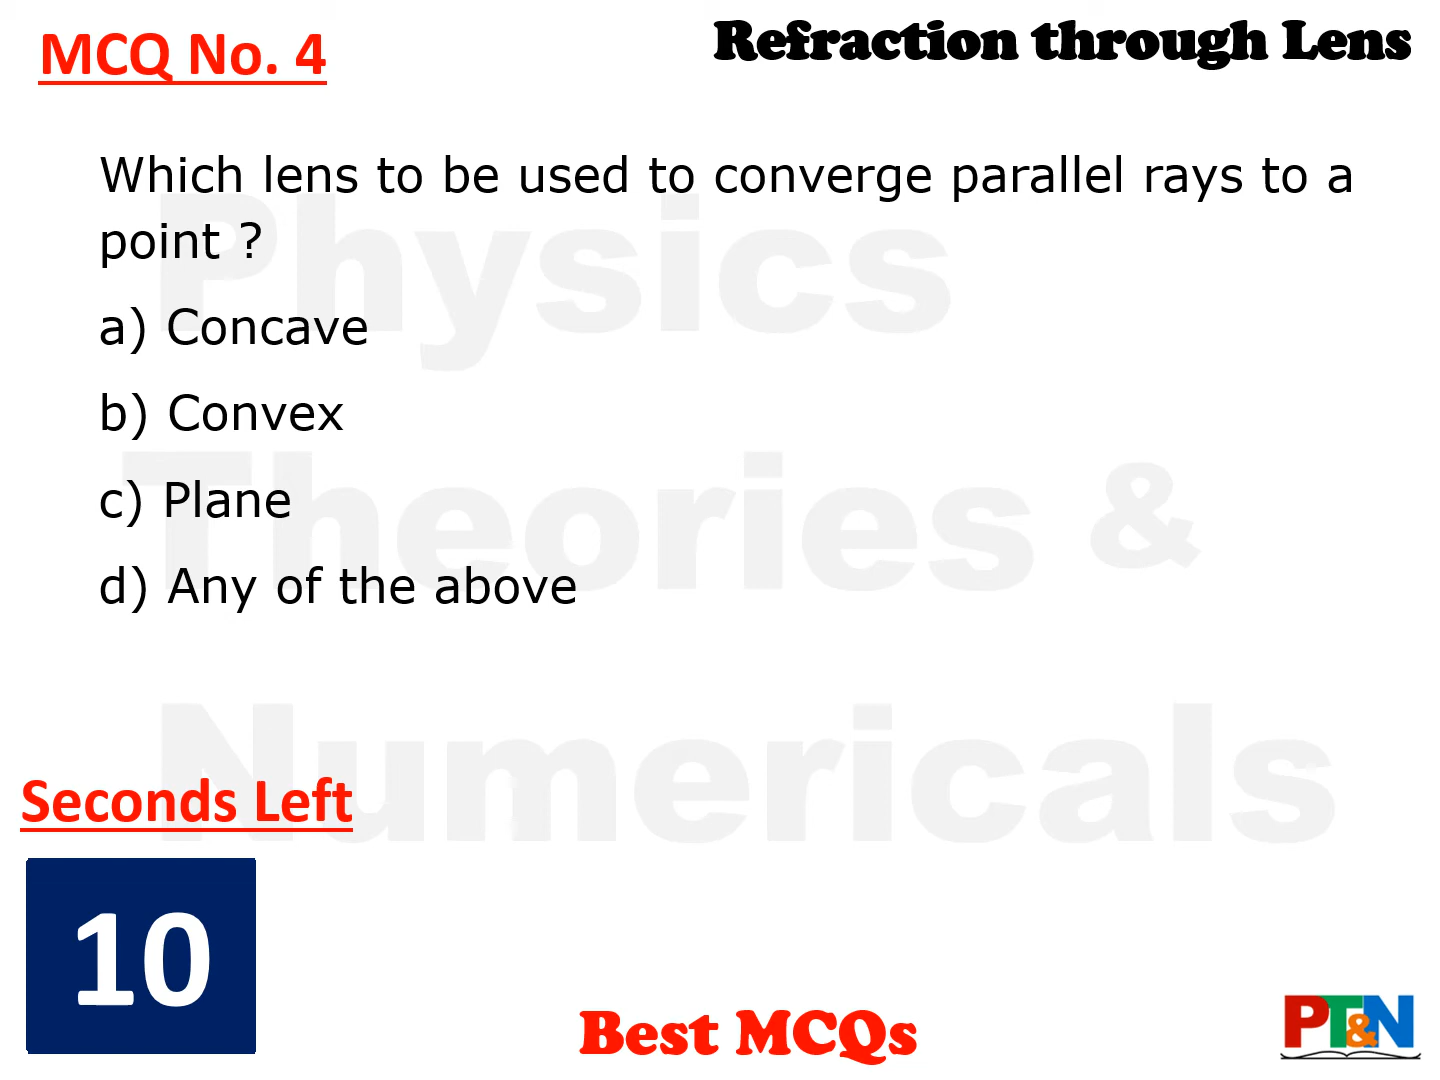 MCQ No. 4
Refraction through Lens
Which lens to be used to converge parallel rays to a
point ?
a) Concave
b) Convex
c) Plane
d) Any of the above
Physics
Theories &
Numericals
Seconds Left
10
Best MCQs
PT&N